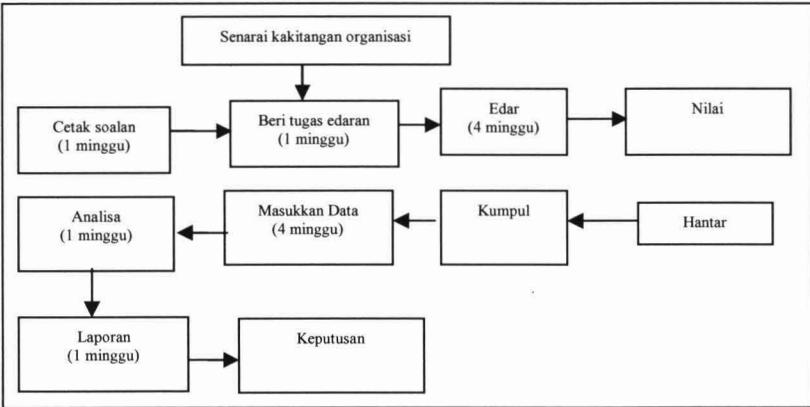 Senarai kakitangan organisasi
Cetak soalan
(1 minggu)
Beri tugas edaran
(1 minggu)
Edar
(4 minggu)
Nilai
Hantar
Kumpul
Masukkan Data
(4 minggu)
Analisa
(1 minggu)
Laporan
(1 minggu)
Keputusan